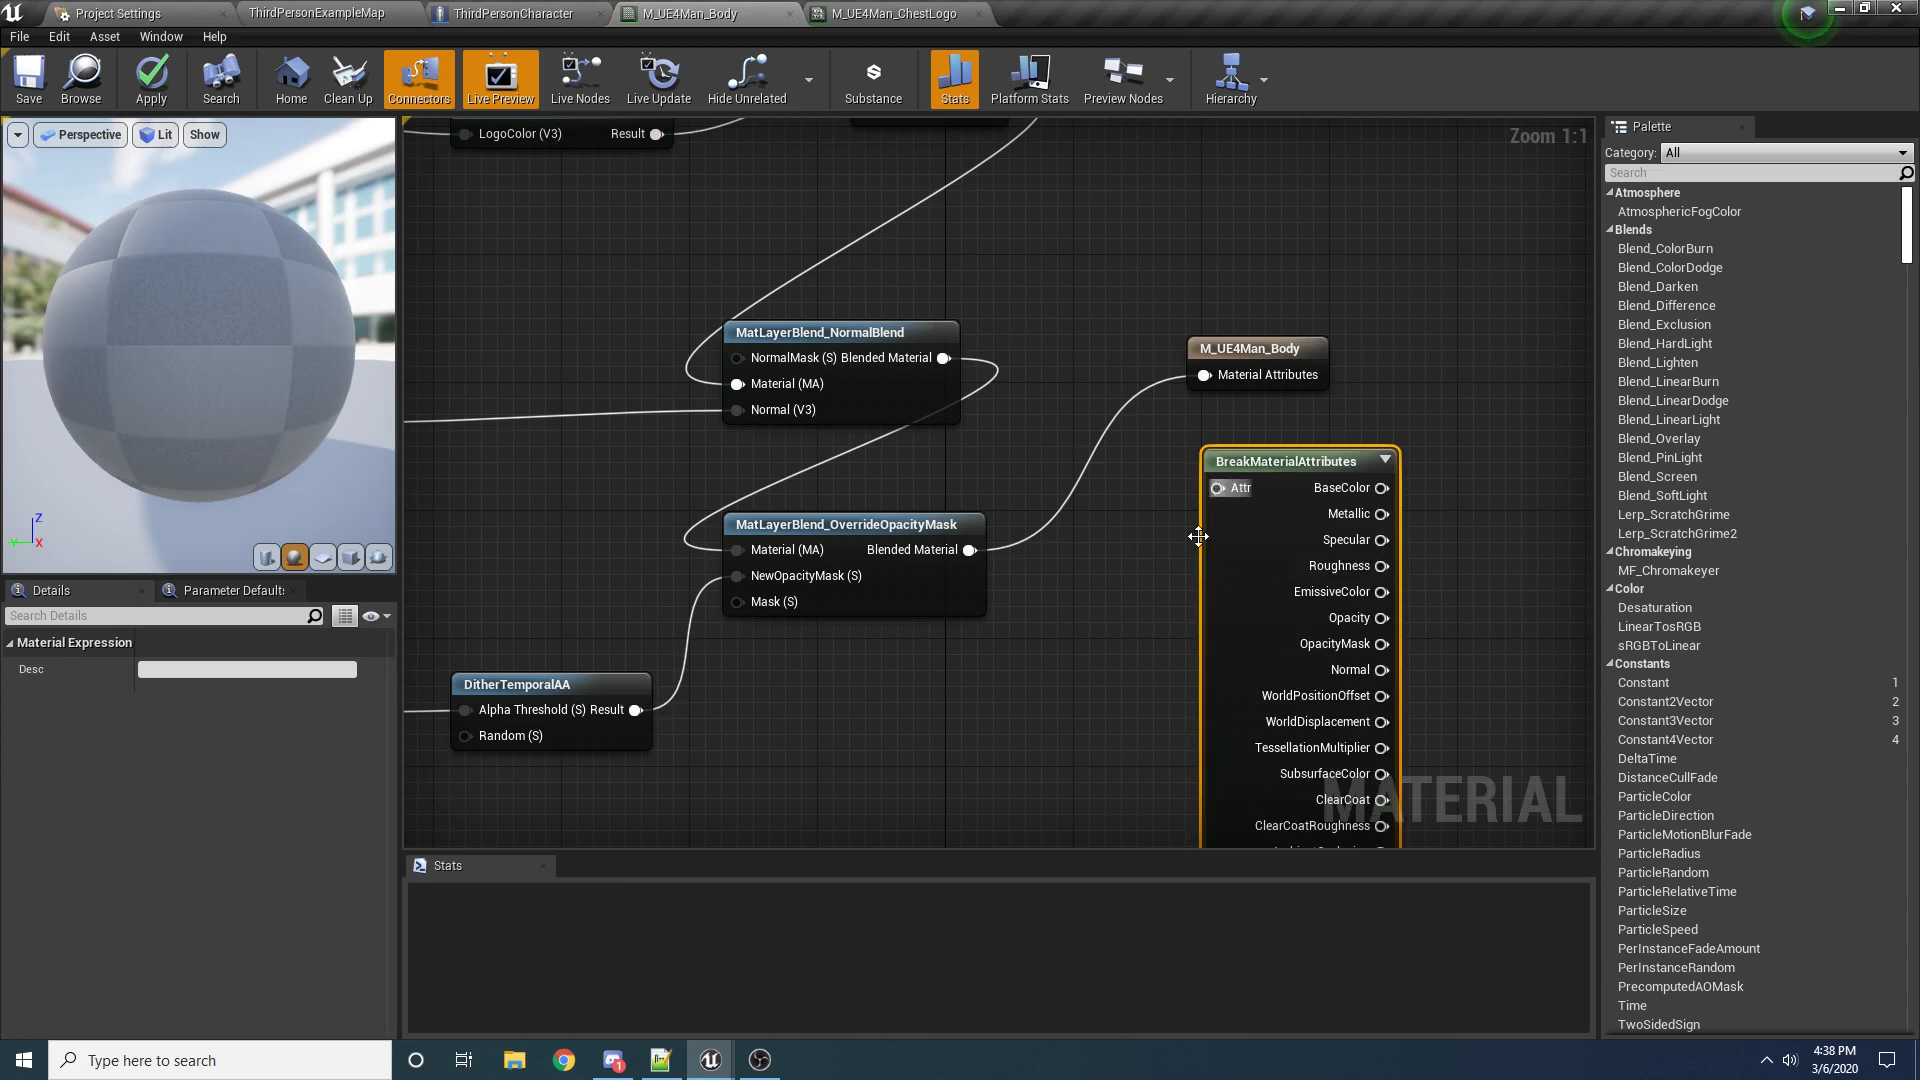 Project Settings
ThirdPersonExampleMap
ThirdPersonCharacter
M_UE4Man_Body
M_UE4Man_ChestLogo
File
Edit
Asset
Window
Help
Save
Browse
Apply
Search
Home
Clean Up
Connectors
Live Preview
Live Nodes
Live Update
Hide Unrelated
Substance
Stats
Platform Stats
Preview Nodes
Hierarchy
Perspective
Lit
Show
LogoColor (V3)
Result
Zoom 1:1
MatLayerBlend_NormalBlend
NormalMask (S)
Blended Material
Material (MA)
Normal (V3)
M_UE4Man_Body
Material Attributes
MatLayerBlend_OverrideOpacityMask
Material (MA)
Blended Material
NewOpacityMask (S)
Mask (S)
DitherTemporalAA
Alpha Threshold (S)
Result
Random (S)
BreakMaterialAttributes
Attr
BaseColor
Metallic
Specular
Roughness
EmissiveColor
Opacity
OpacityMask
Normal
WorldPositionOffset
WorldDisplacement
TessellationMultiplier
SubsurfaceColor
ClearCoat
ClearCoatRoughness
MATERIAL
Z
Y
X
Details
Parameter Default
Search Details
Material Expression
Desc
Stats
Palette
Category:
All
Search
Atmosphere
AtmosphericFogColor
Blends
Blend_ColorBurn
Blend_ColorDodge
Blend_Darken
Blend_Difference
Blend_Exclusion
Blend_HardLight
Blend_Lighten
Blend_LinearBurn
Blend_LinearDodge
Blend_LinearLight
Blend_Overlay
Blend_PinLight
Blend_Screen
Blend_SoftLight
Lerp_ScratchGrime
Lerp_ScratchGrime2
Chromakeying
MF_Chromakeyer
Color
Desaturation
LinearTosRGB
sRGBToLinear
Constants
Constant 1
Constant2Vector 2
Constant3Vector 3
Constant4Vector 4
DeltaTime
DistanceCullFade
ParticleColor
ParticleDirection
ParticleMotionBlurFade
ParticleRadius
ParticleRandom
ParticleRelativeTime
ParticleSize
ParticleSpeed
PerInstanceFadeAmount
PerInstanceRandom
PrecomputedAOMask
Time
TwoSidedSign
Type here to search
1
4:38 PM
3/6/2020